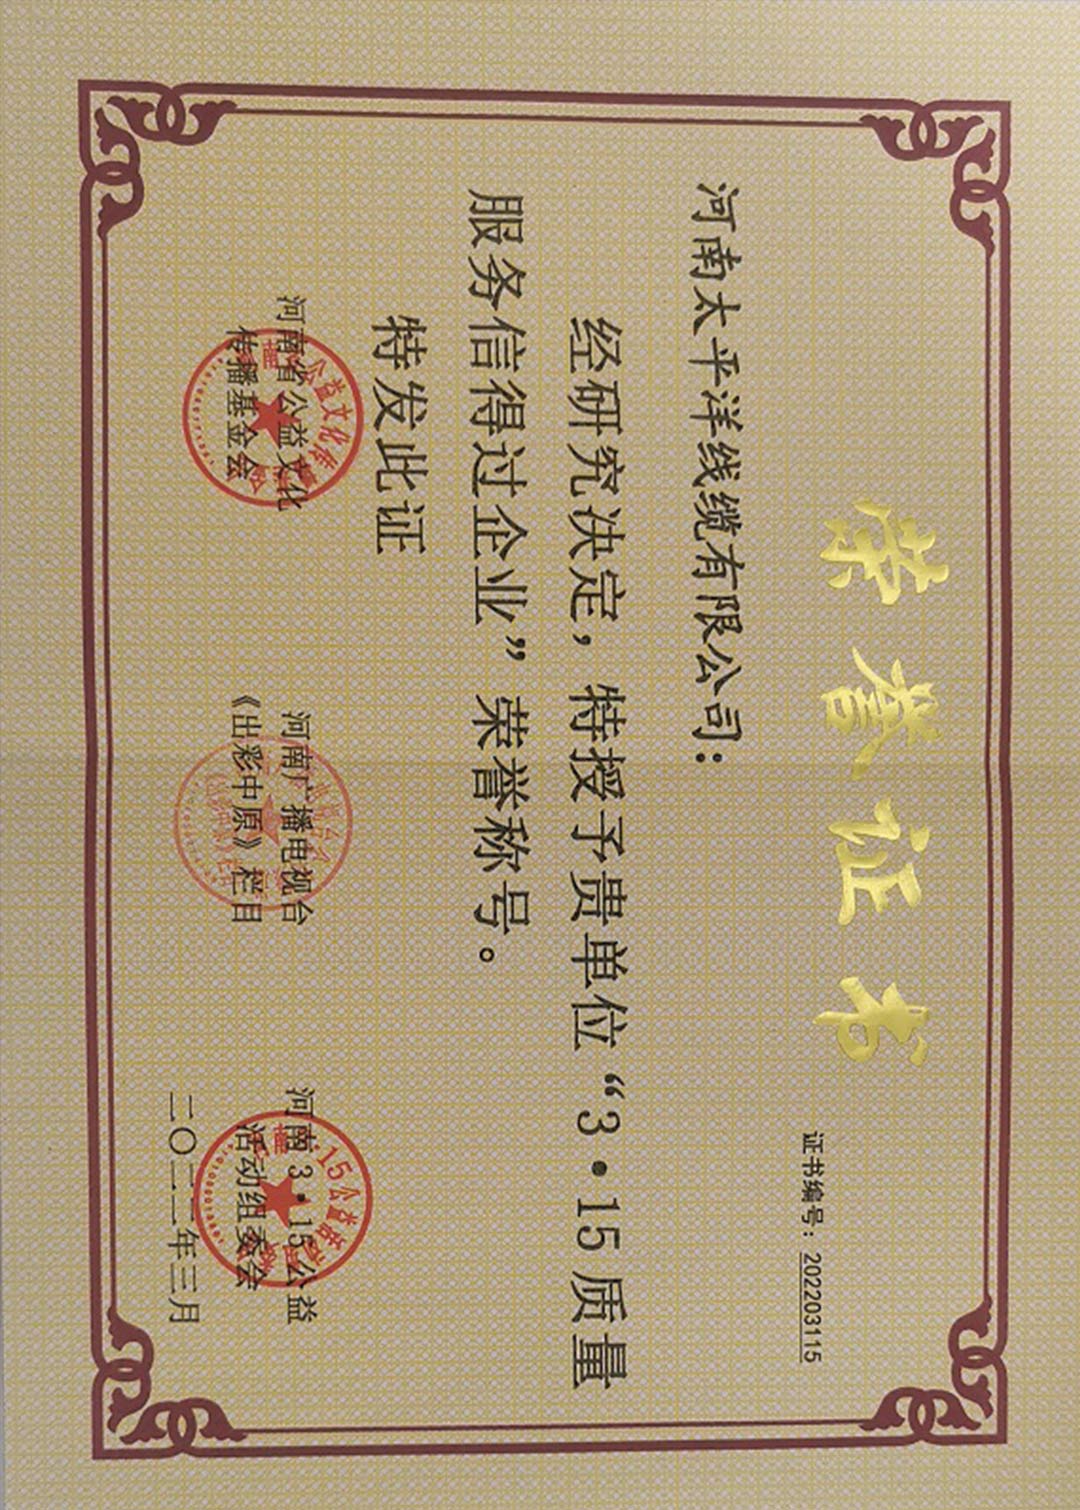 荣誉证书
证书编号：202203115
河南太平洋线缆有限公司：
经研究决定，特授予贵单位“3·15质量
服务信得过企业”荣誉称号。
特发此证
河南省公益文化
传播基金会
河南广播电视台
《出彩中原》栏目
河南3·15公益
活动组委会
二〇二二年三月